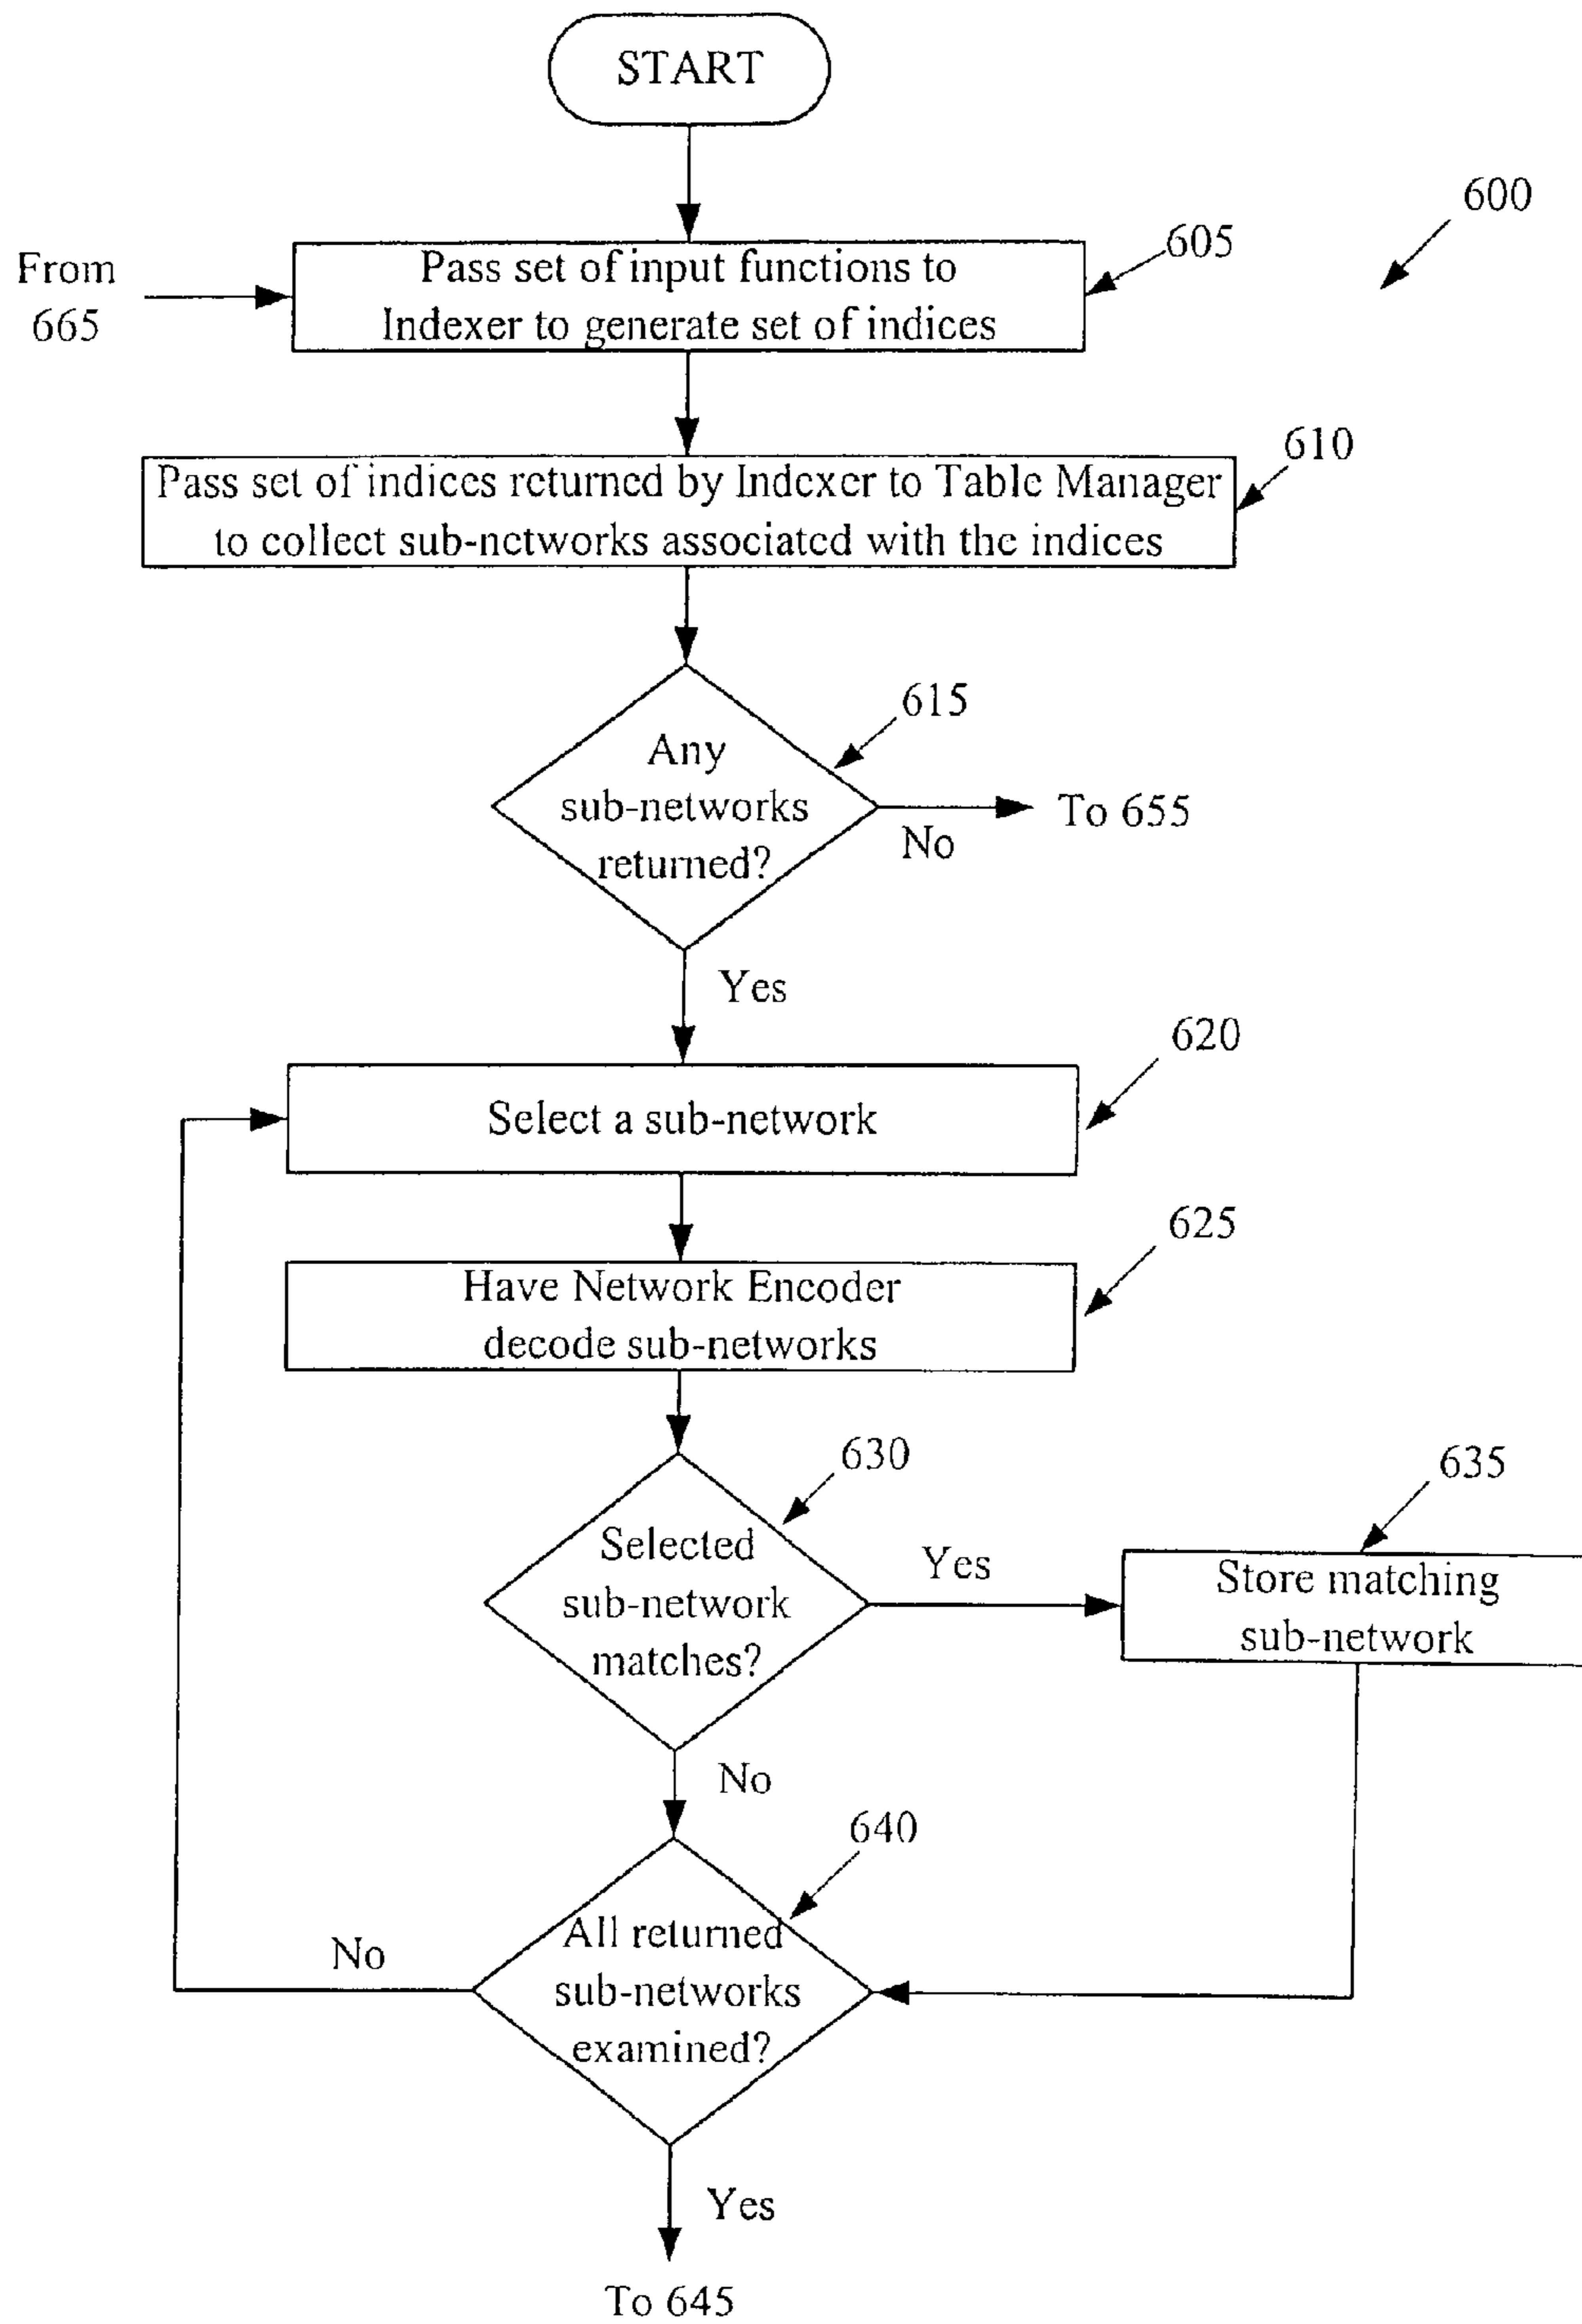 START
600
605
From
665
Pass set of input functions to
Indexer to generate set of indices
610
Pass set of indices returned by Indexer to Table Manager
to collect sub-networks associated with the indices
615
Any
sub-networks
returned?
No
To 655
Yes
620
Select a sub-network
625
Have Network Encoder
decode sub-networks
630
Selected
sub-network
matches?
Yes
635
Store matching
sub-network
No
640
All returned
sub-networks
examined?
No
Yes
To 645